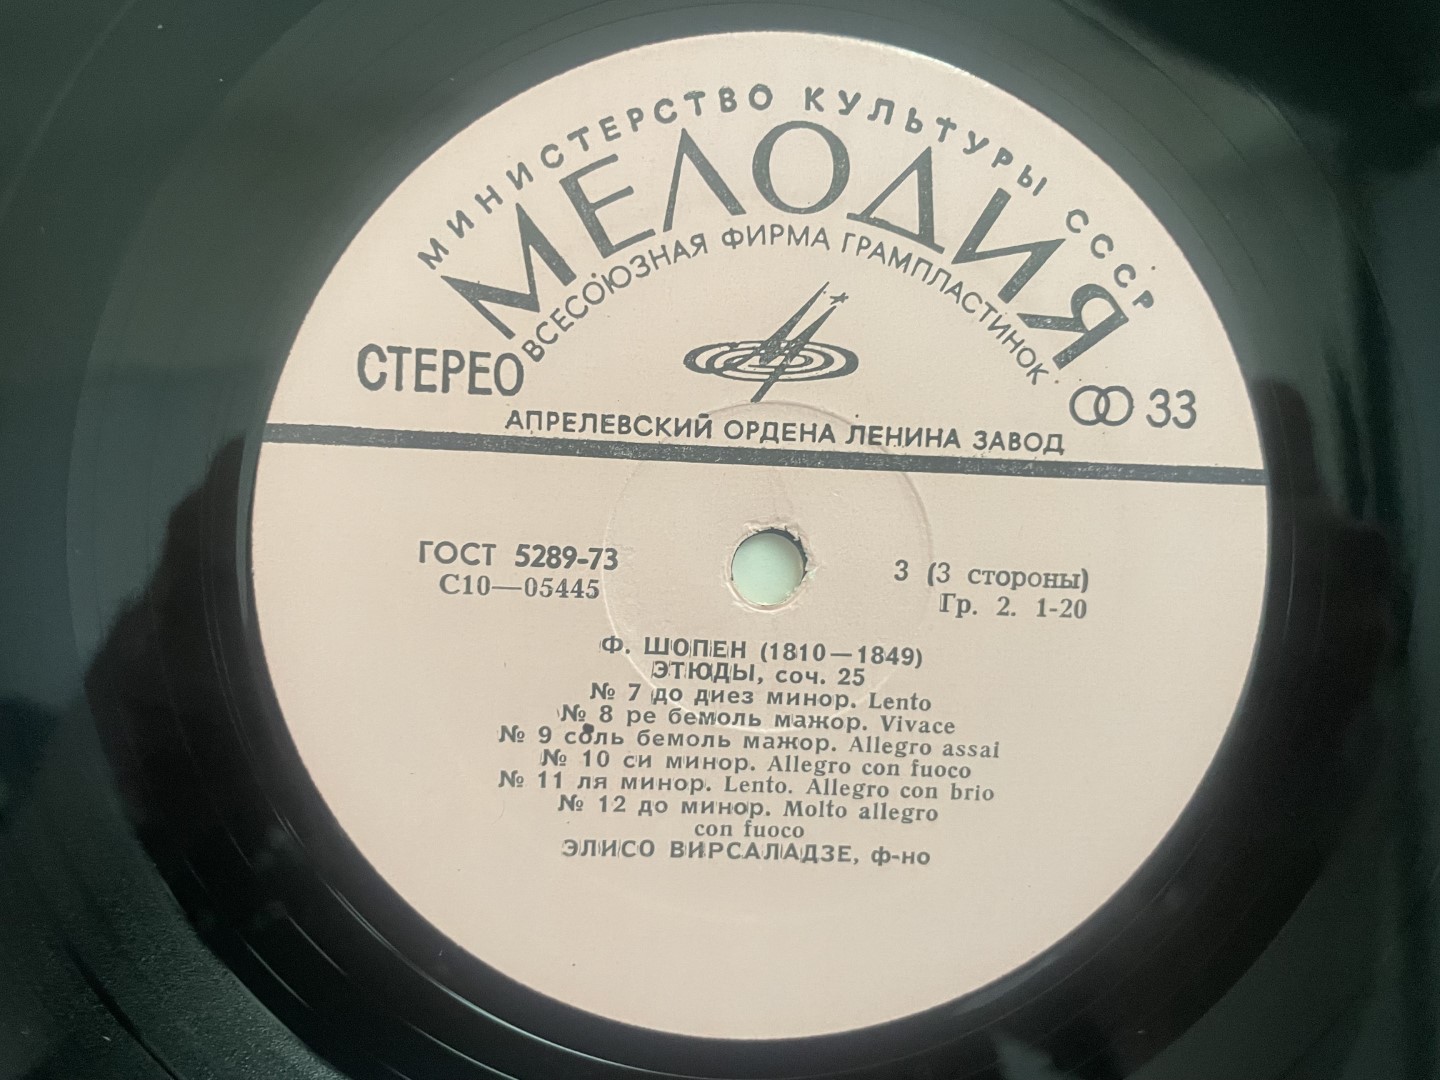 МИНИСТЕРСТВО КУЛЬТУРЫ СССР
МЕЛОДИЯ
ВСЕСОЮЗНАЯ ФИРМА ГРАМПЛАСТИНОК
СТЕРЕО
33
АПРЕЛЕВСКИЙ ОРДЕНА ЛЕНИНА ЗАВОД
ГОСТ 5289-73
С10—05445
3 (3 стороны)
Гр. 2. 1-20
Ф. ШОПЕН (1810—1849)
ЭТЮДЫ, соч. 25
№ 7 до диез минор. Lento
№ 8 ре бемоль мажор. Vivace
№ 9 соль бемоль мажор. Allegro assai
№ 10 си минор. Allegro con fuoco
№ 11 ля минор. Lento. Allegro con brio
№ 12 до минор. Molto allegro
con fuoco
ЭЛИСО ВИРСАЛАДЗЕ, ф-но